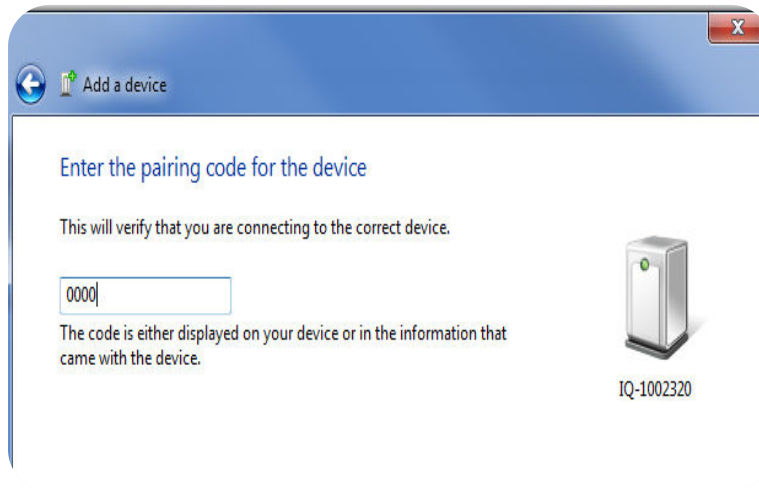 Add a device
Enter the pairing code for the device
This will verify that you are connecting to the correct device.
0000
The code is either displayed on your device or in the information that
came with the device.
IQ-1002320